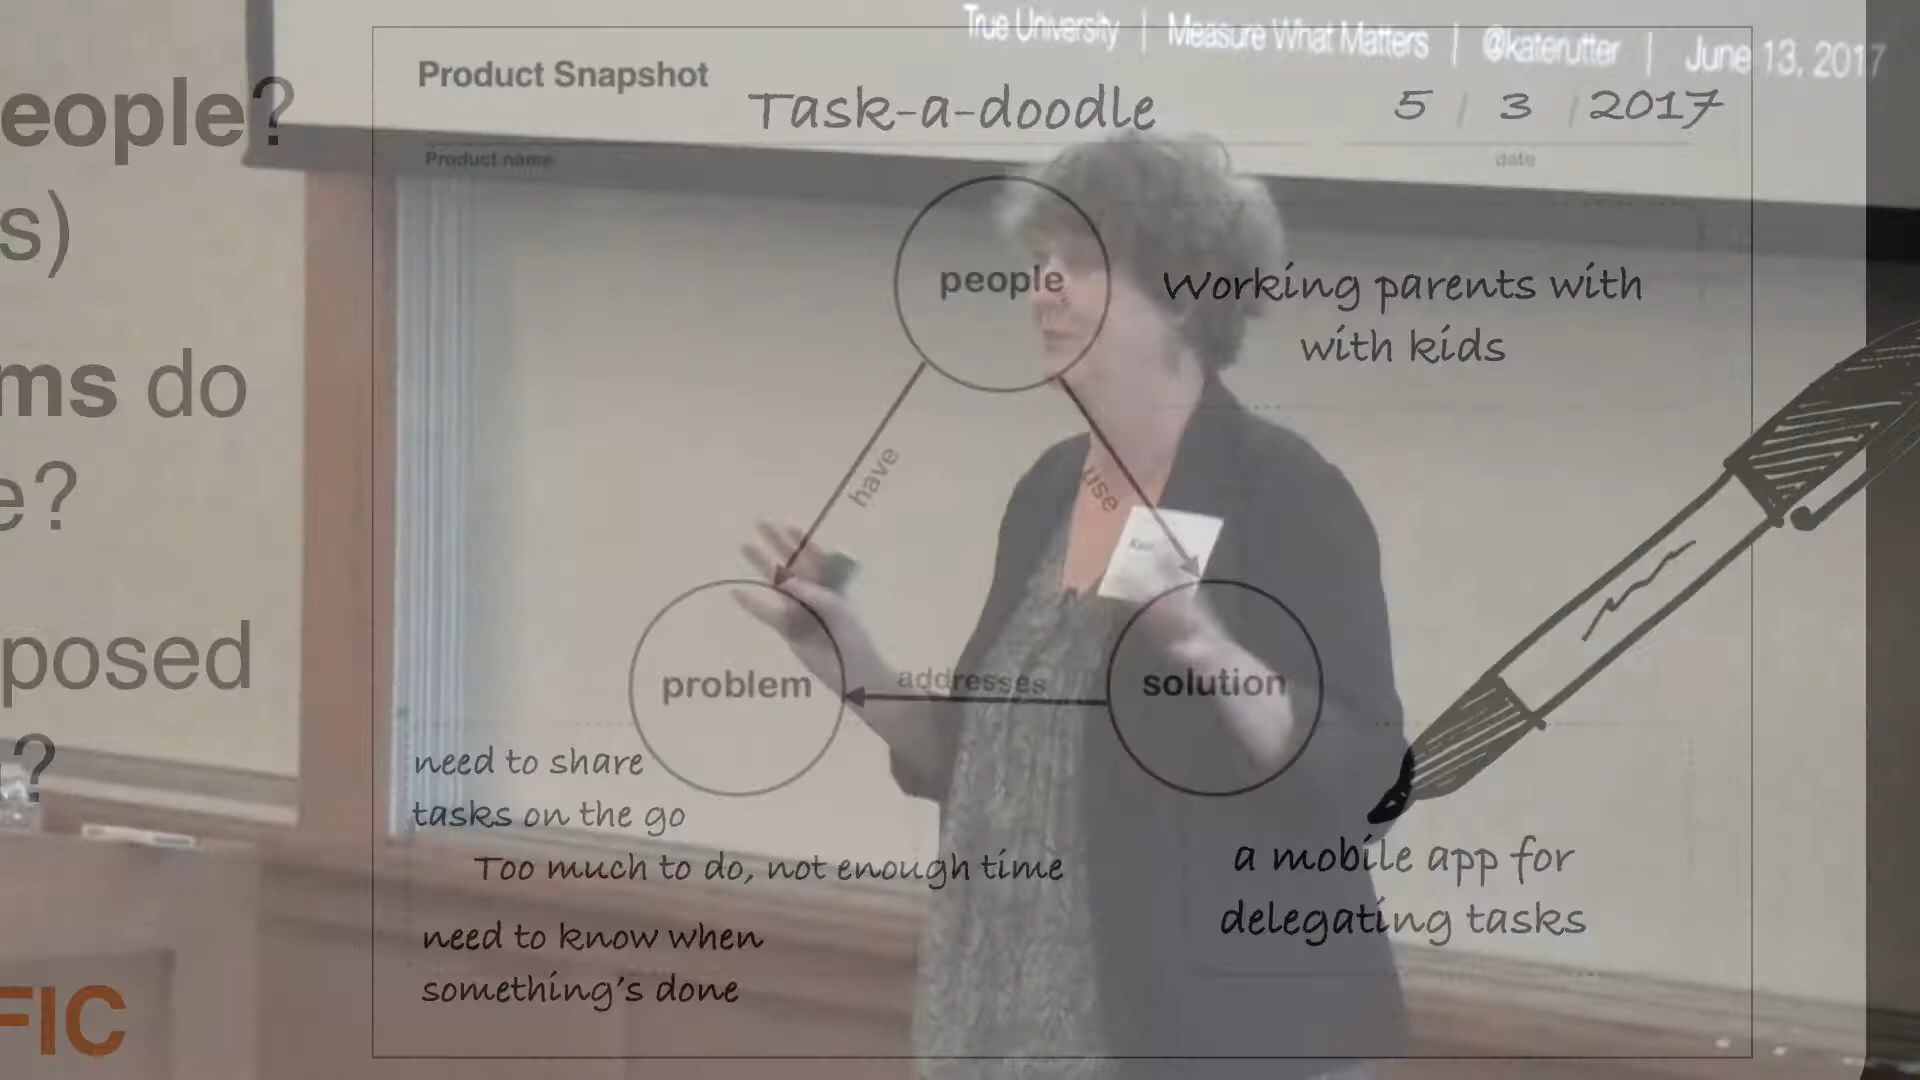 True University | Measure What Matters | @katerutter | June 13, 2017
Product Snapshot
Task-a-doodle
5 / 3 / 2017
Product name
date
eople?
s)
ms do
e?
posed
?
FIC
people
Working parents with
with kids
have
use
problem
addresses
solution
need to share
tasks on the go
Too much to do, not enough time
need to know when
something's done
a mobile app for
delegating tasks